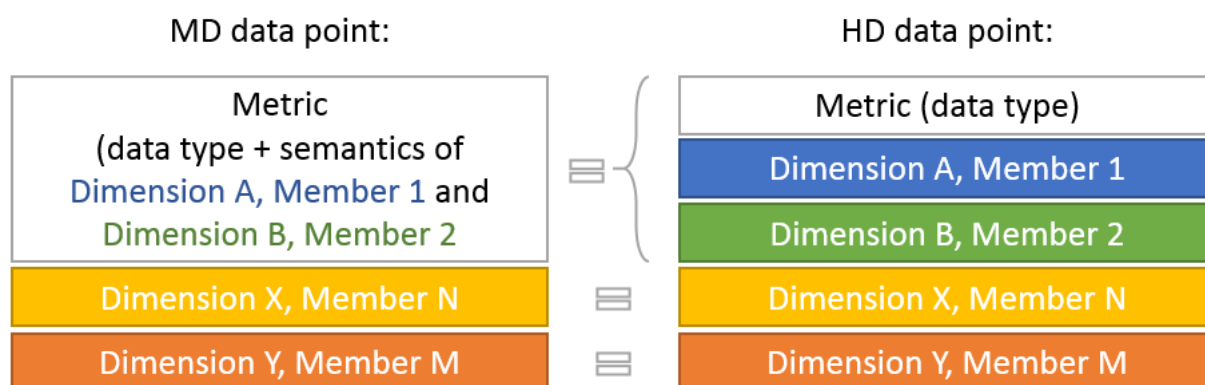 MD data point:
HD data point:
Metric
(data type + semantics of
Dimension A, Member 1 and
Dimension B, Member 2
Metric (data type)
Dimension A, Member 1
Dimension B, Member 2
Dimension X, Member N
Dimension X, Member N
Dimension Y, Member M
Dimension Y, Member M